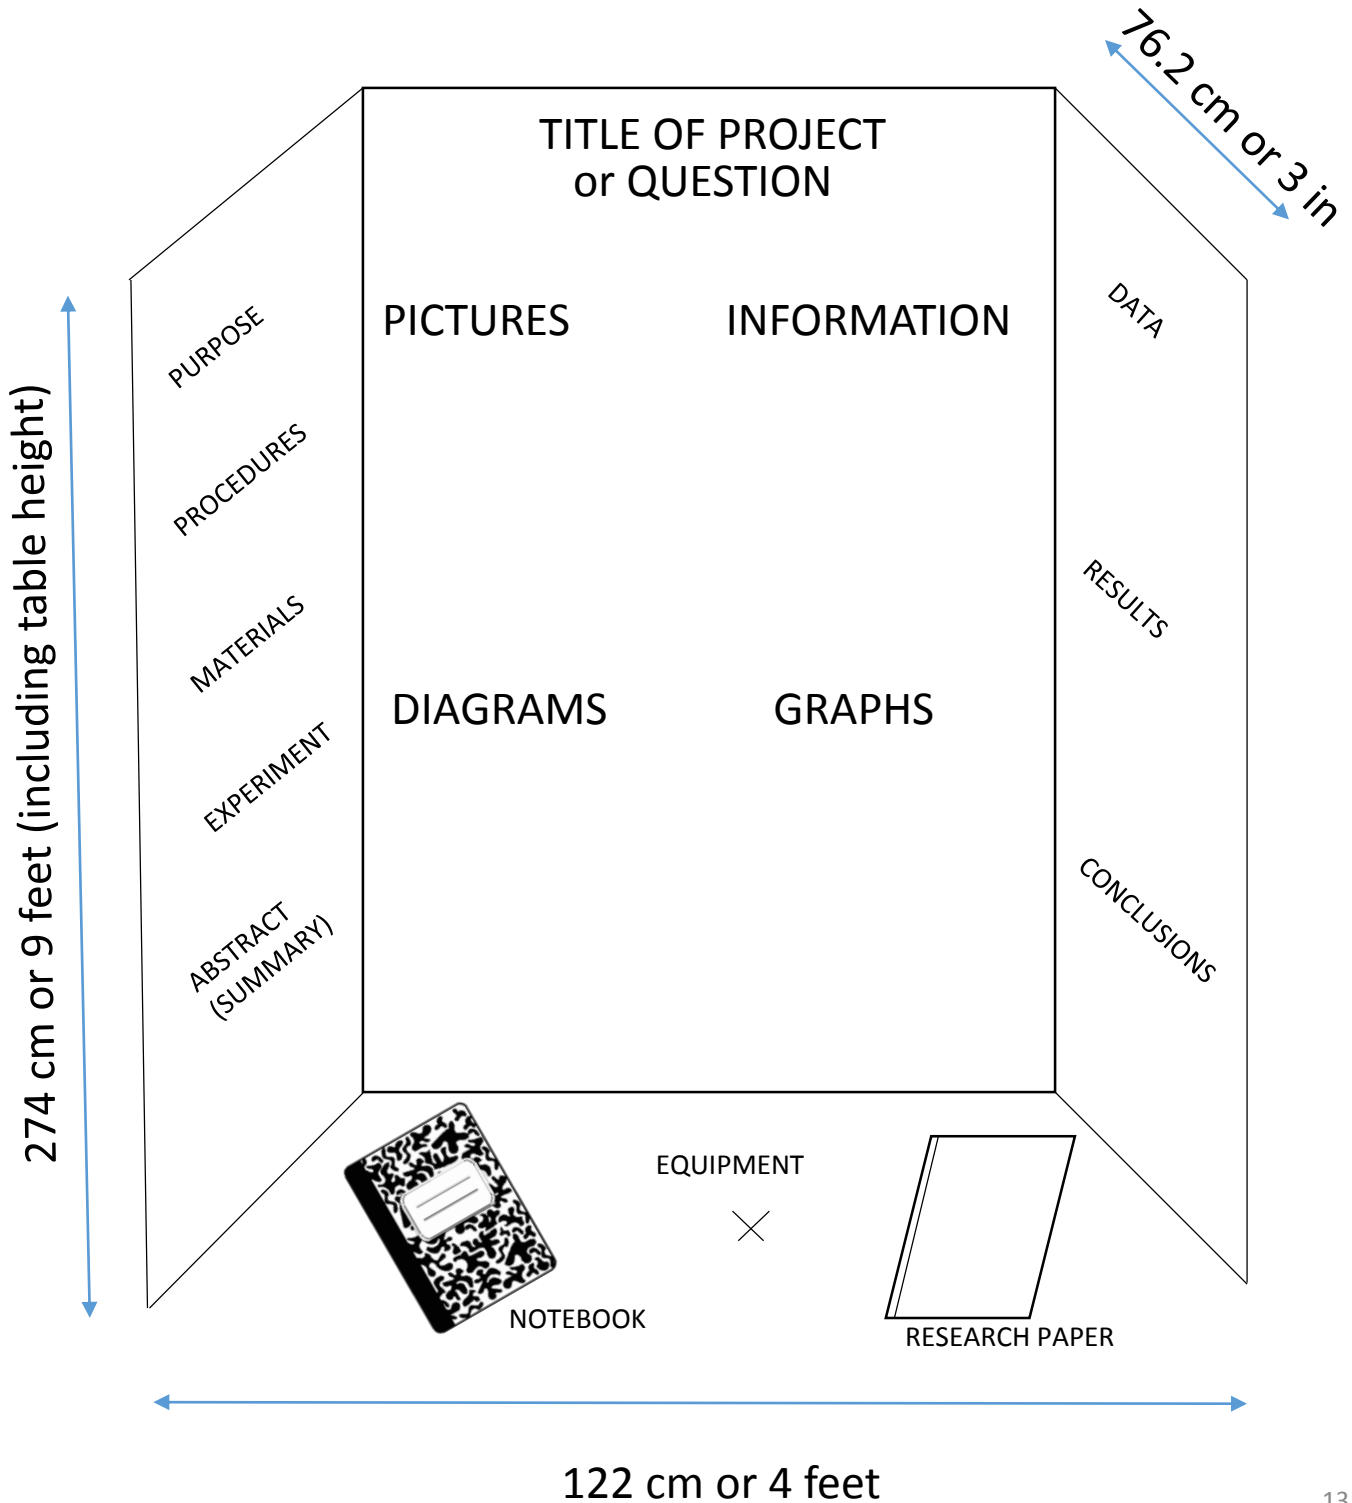 76.2 cm or 3 in
TITLE OF PROJECT
or QUESTION
PICTURES
INFORMATION
DIAGRAMS
GRAPHS
PURPOSE
PROCEDURES
MATERIALS
EXPERIMENT
ABSTRACT
(SUMMARY)
DATA
RESULTS
CONCLUSIONS
274 cm or 9 feet (including table height)
EQUIPMENT
NOTEBOOK
RESEARCH PAPER
122 cm or 4 feet
13